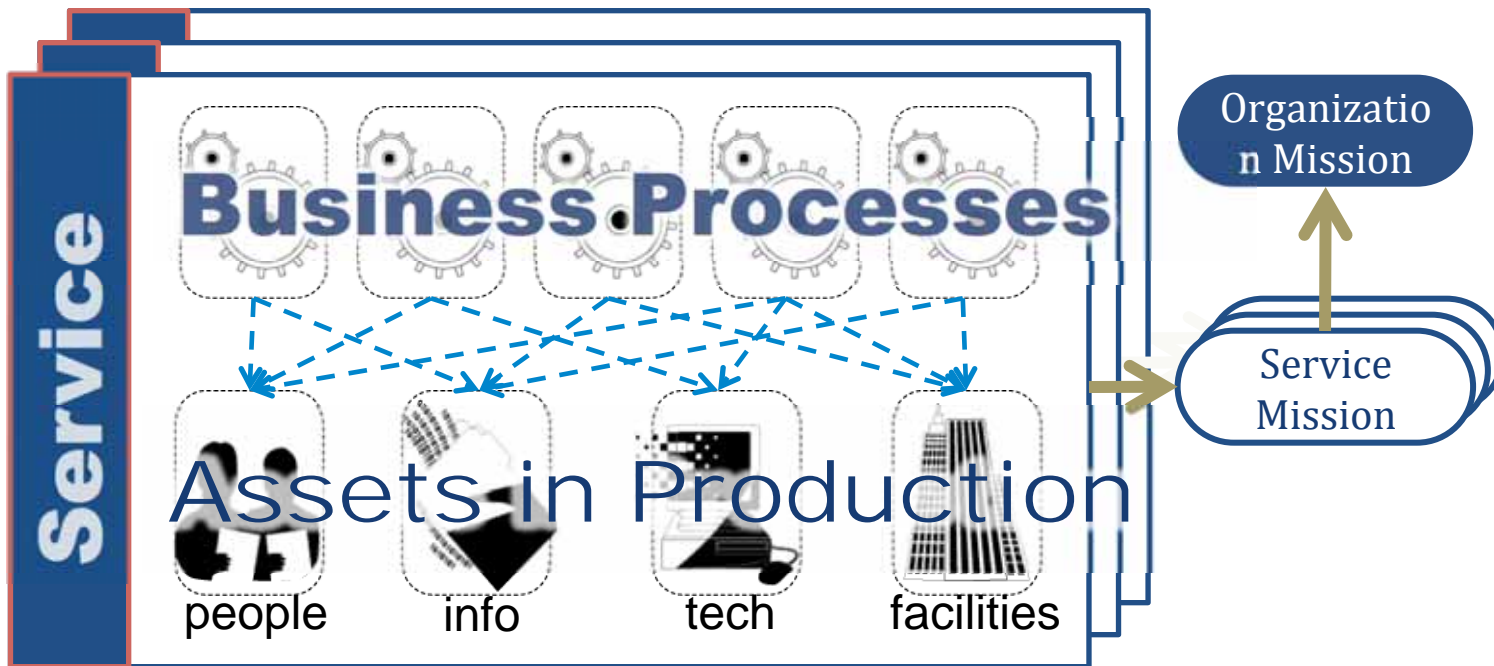 Service
Business Processes
Assets in Production
people
info
tech
facilities
Organizatio
n Mission
Service
Mission